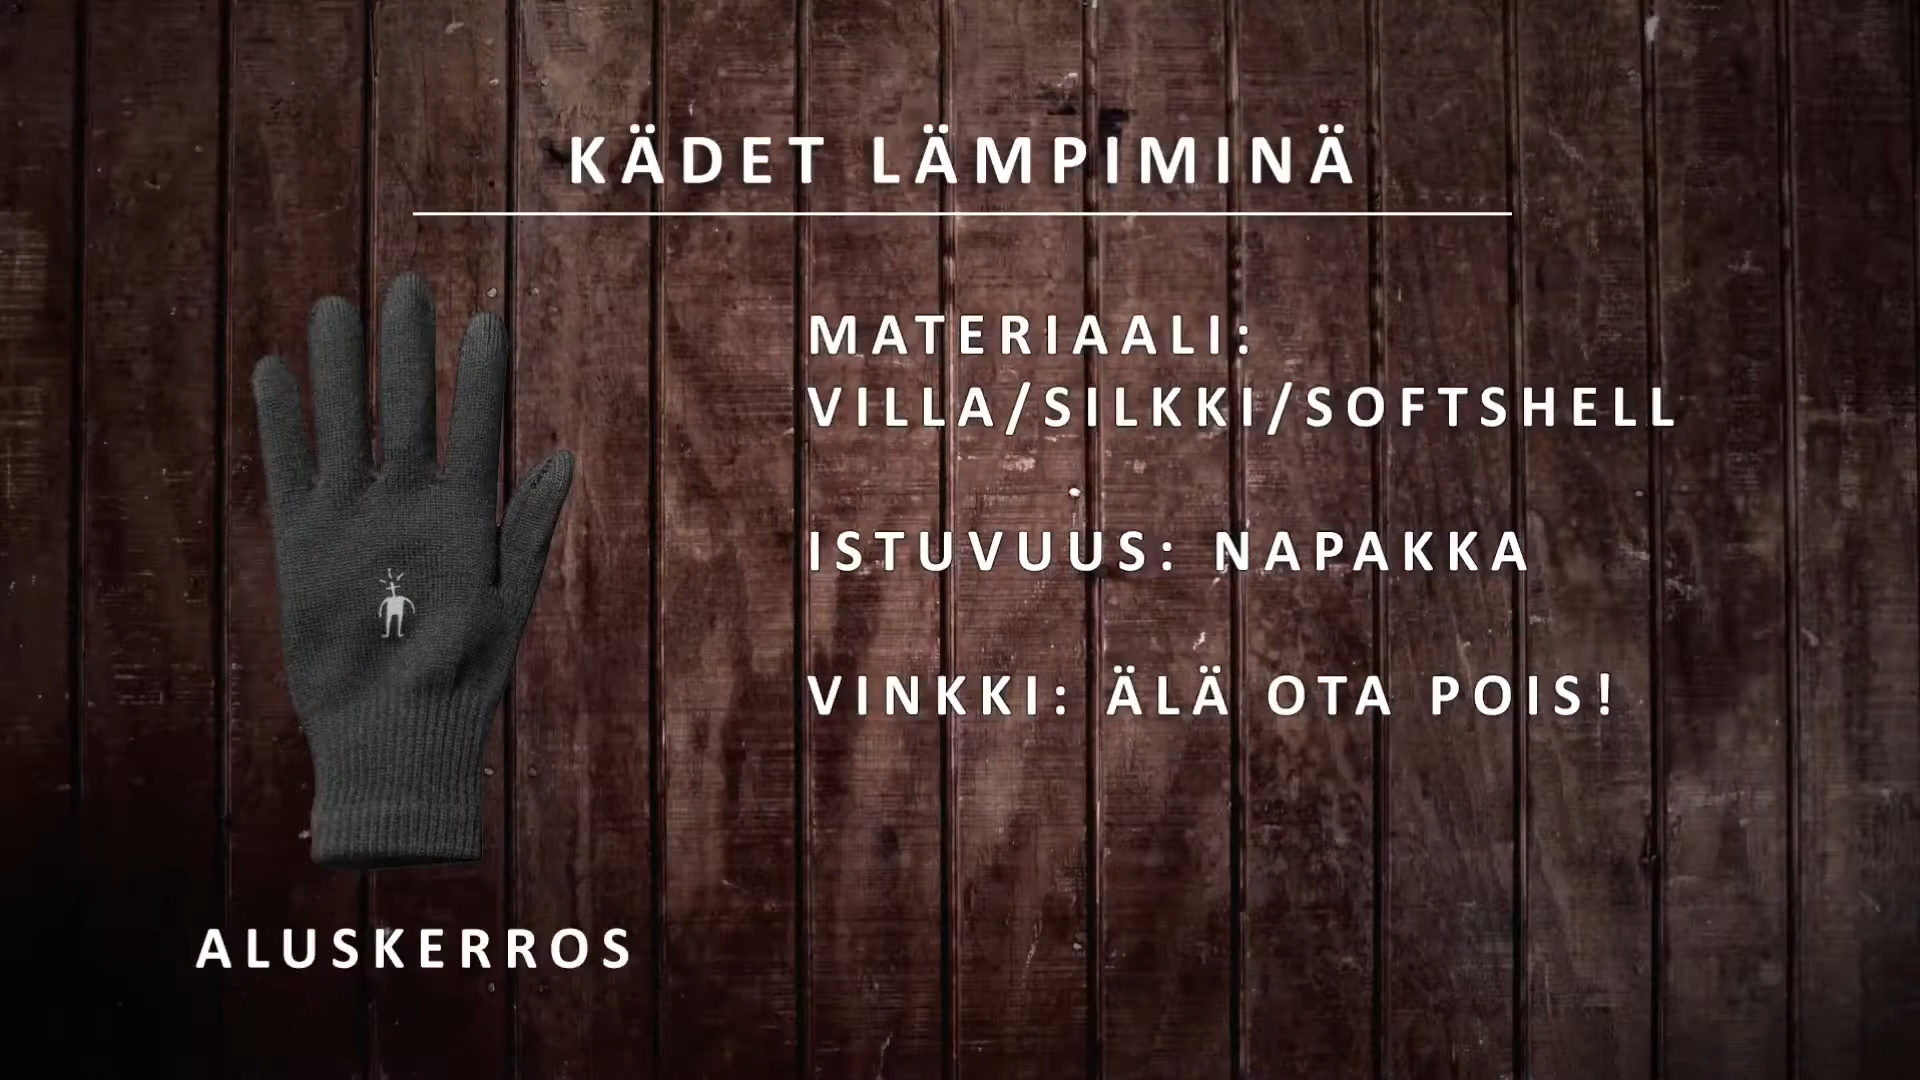 KÄDET LÄMPIMINÄ
MATERIAALI:
VILLA/SILKKI/SOFTSHELL
ISTUVUUS: NAPAKKA
VINKKI: ÄLÄ OTA POIS!
ALUSKERROS